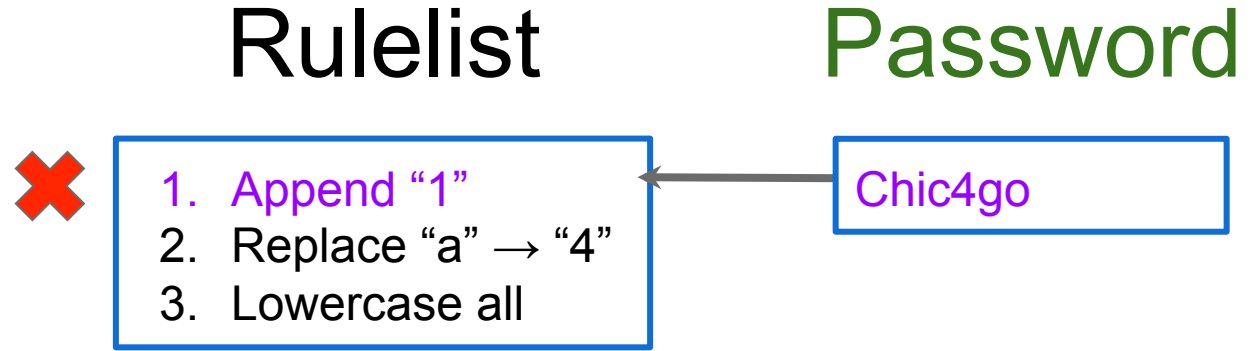 Rulelist
Password
1. Append “1”
2. Replace “a” → “4”
3. Lowercase all
Chic4go